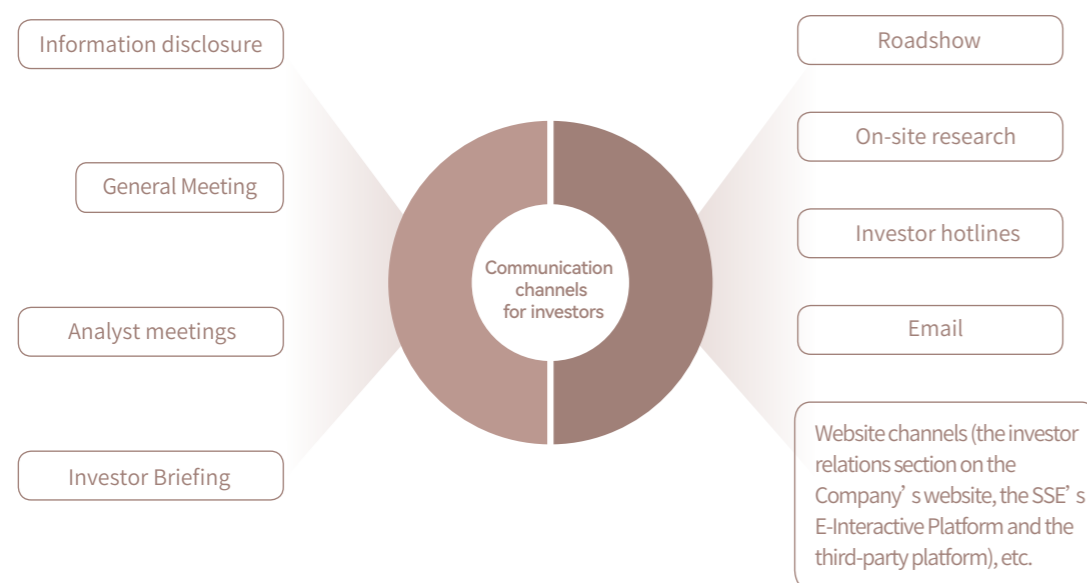 Information disclosure
General Meeting
Analyst meetings
Investor Briefing
Communication
channels
for investors
Roadshow
On-site research
Investor hotlines
Email
Website channels (the investor
relations section on the
Company’ s website, the SSE’ s
E-Interactive Platform and the
third-party platform), etc.